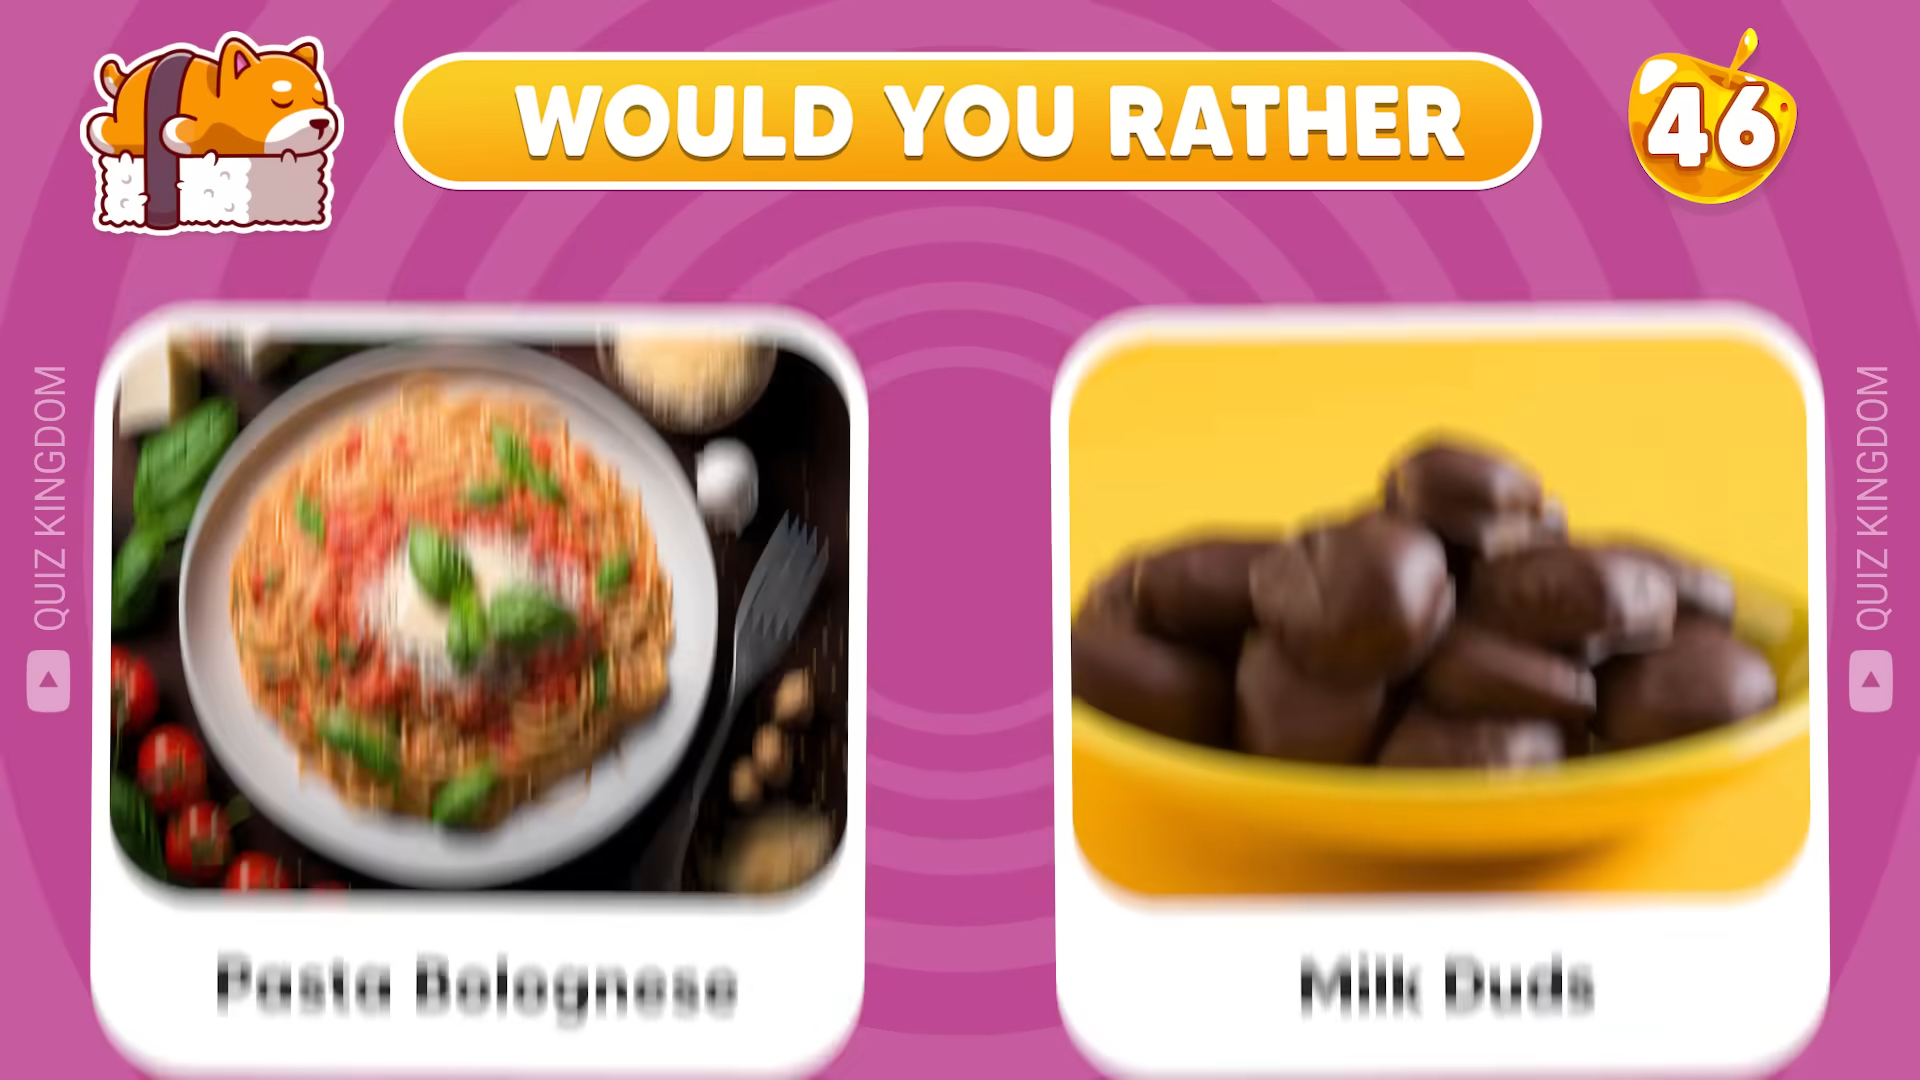 WOULD YOU RATHER
46
QUIZ KINGDOM
QUIZ KINGDOM
Pasta Bolognese
Milk Duds